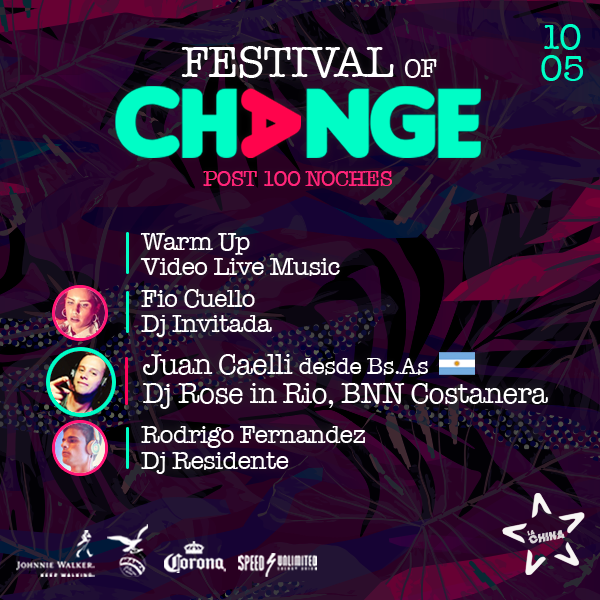 FESTIVAL OF
CHANGE
POST 100 NOCHES
10
05
Warm Up
Video Live Music
Fio Cuello
Dj Invitada
Juan Caelli desde Bs.As
Dj Rose in Rio, BNN Costanera
Rodrigo Fernandez
Dj Residente
JOHNNIE WALKER.
KEEP WALKING.
Corona
SPEED UNLIMITED
ENERGY DRINK
LA
CHINA